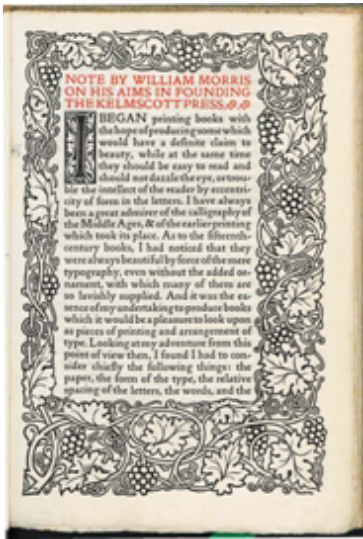 NOTE BY WILLIAM MORRIS
ON HIS AIMS IN FOUNDING
THE KELMSCOTT PRESS
I BEGAN printing books with
the hope of producing some which
would have a definite claim to
beauty, while at the same time
they should be easy to read and
should not dazzle the eye, or trou-
ble the intellect of the reader by eccentri-
city of form in the letters. I have always
been a great admirer of the calligraphy of
the Middle Ages, & of the earlier printing
which took its place. As to the fifteenth-
century books, I had noticed that they
were always beautiful by force of the mere
typography, even without the added or-
nament, with which many of them are
so lavishly supplied. And it was the es-
sence of my undertaking to produce books
which it would be a pleasure to look upon
as pieces of printing and arrangement of
type. Looking at my adventure from this
point of view then, I found I had to con-
sider chiefly the following things: the
paper, the form of the type, the relative
spacing of the letters, the words, and the